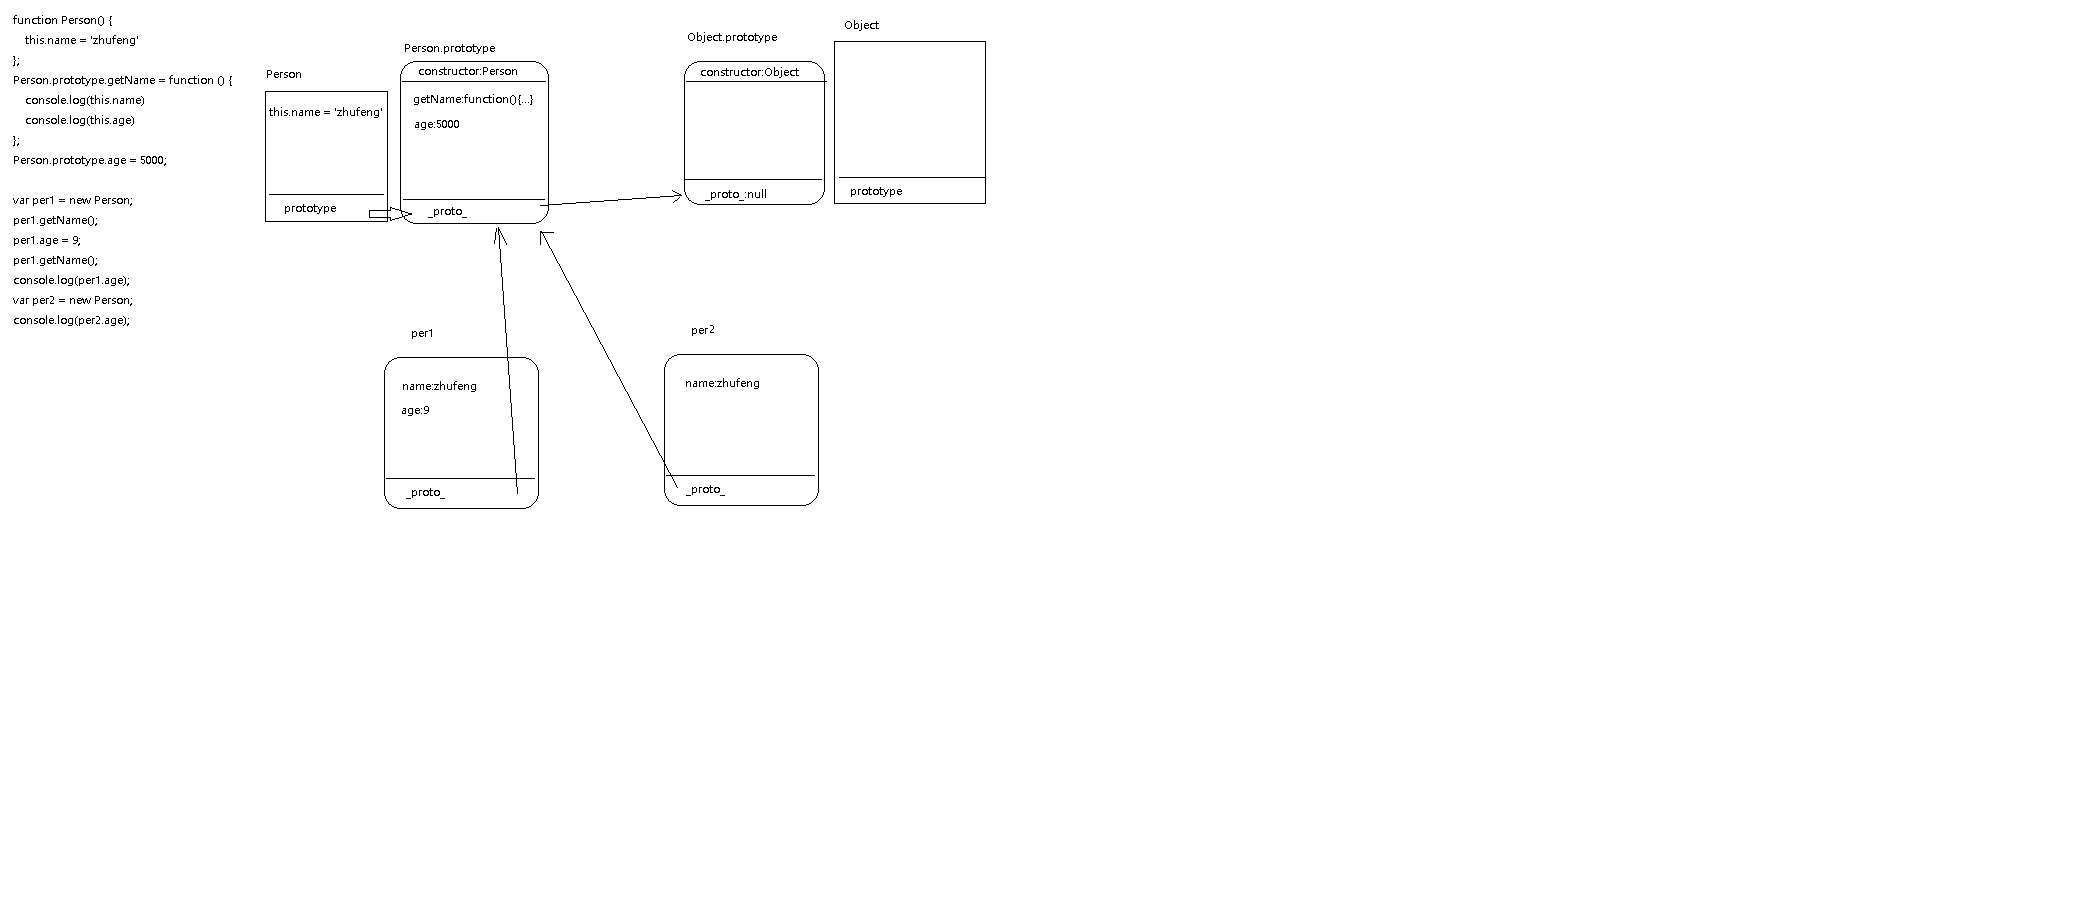 function Person() {
this.name = 'zhufeng'
};
Person.prototype.getName = function () {
console.log(this.name)
console.log(this.age)
};
Person.prototype.age = 5000;
var per1 = new Person;
per1.getName();
per1.age = 9;
per1.getName();
console.log(per1.age);
var per2 = new Person;
console.log(per2.age);
Person
this.name = 'zhufeng'
prototype
Person.prototype
constructor:Person
getName:function(){...}
age:5000
_proto_
Object.prototype
constructor:Object
_proto_:null
Object
prototype
per1
name:zhufeng
age:9
_proto_
per2
name:zhufeng
_proto_